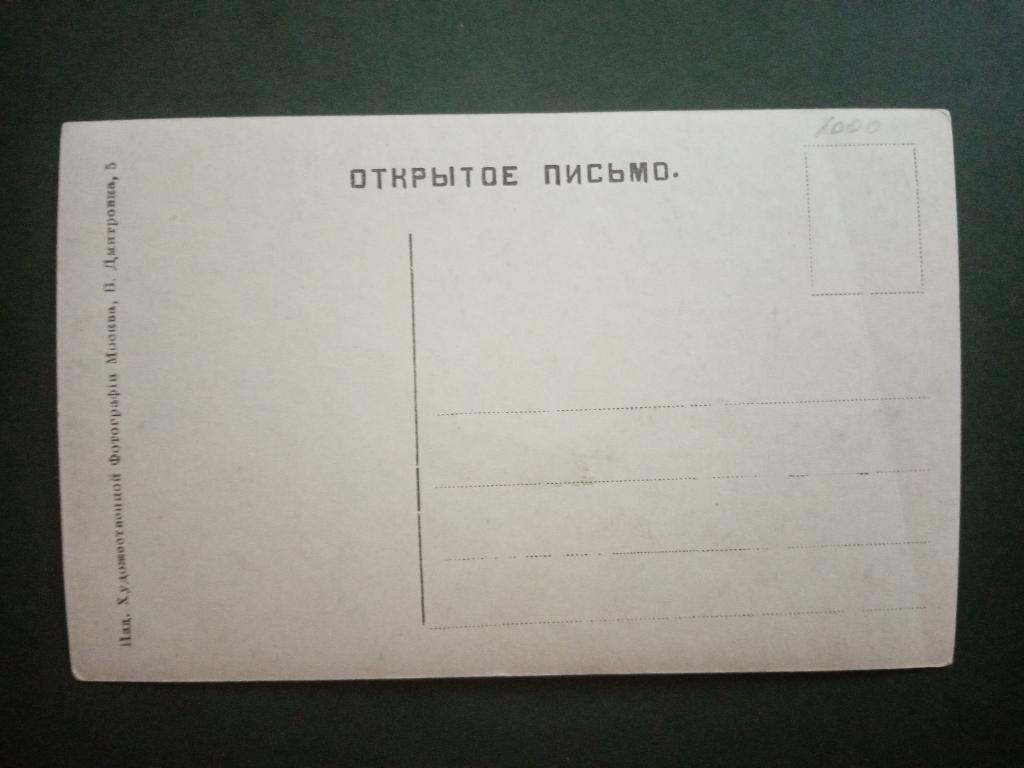 1000
ОТКРЫТОЕ ПИСЬМО.
Изд. Художественной Фотографіи Москва, Б. Дмитровка, 5